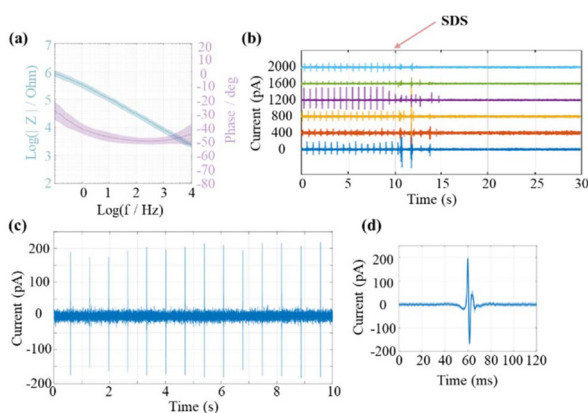 SDS
(a)
7
6
5
4
3
2
Log(| Z | / Ohm)
20
10
0
-10
-20
-30
-40
-50
-60
-70
-80
Phase / deg
0 1 2 3 4
Log(f / Hz)
(b)
2000
1600
1200
800
400
0
Current (pA)
0 5 10 15 20 25 30
Time (s)
(c)
200
100
0
-100
-200
Current (pA)
0 2 4 6 8 10
Time (s)
(d)
200
100
0
-100
-200
Current (pA)
0 20 40 60 80 100 120
Time (ms)